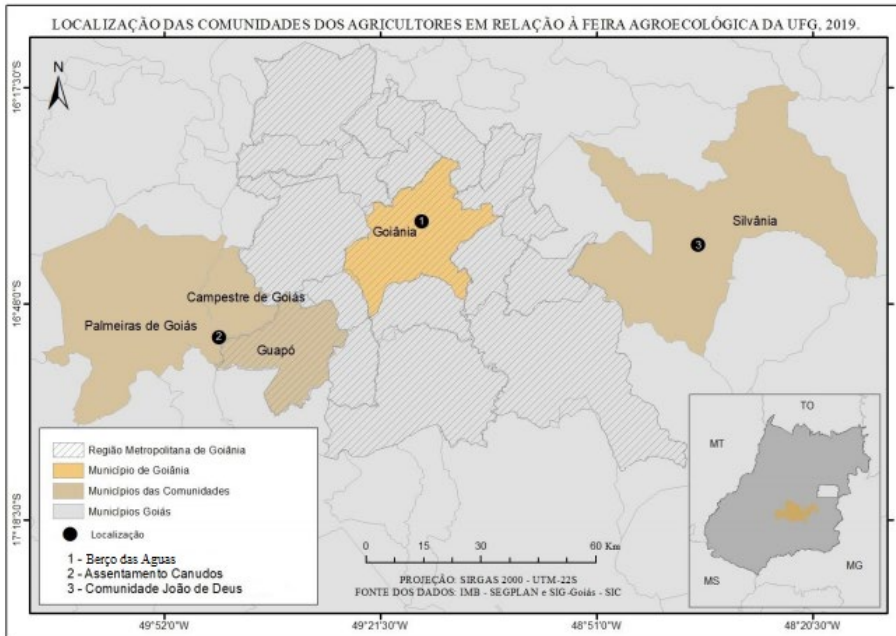 LOCALIZAÇÃO DAS COMUNIDADES DOS AGRICULTORES EM RELAÇÃO À FEIRA AGROECOLÓGICA DA UFG, 2019.
N
16°17'30"S
16°48'0"S
17°18'30"S
1
Goiânia
Silvânia
3
Campestre de Goiás
Palmeiras de Goiás
2
Guapó
Região Metropolitana de Goiânia
Município de Goiânia
Municípios das Comunidades
Municípios Goiás
Localização
1 - Berço das Aguas
2 - Assentamento Canudos
3 - Comunidade João de Deus
0 15 30 60 Km
PROJEÇÃO: SIRGAS 2000 - UTM-22S
FONTE DOS DADOS: IMB - SEGPLAN e SIG-Goiás - SIC
TO
MT
MS
MG
49°52'0"W
49°21'30"W
48°51'0"W
48°20'30"W